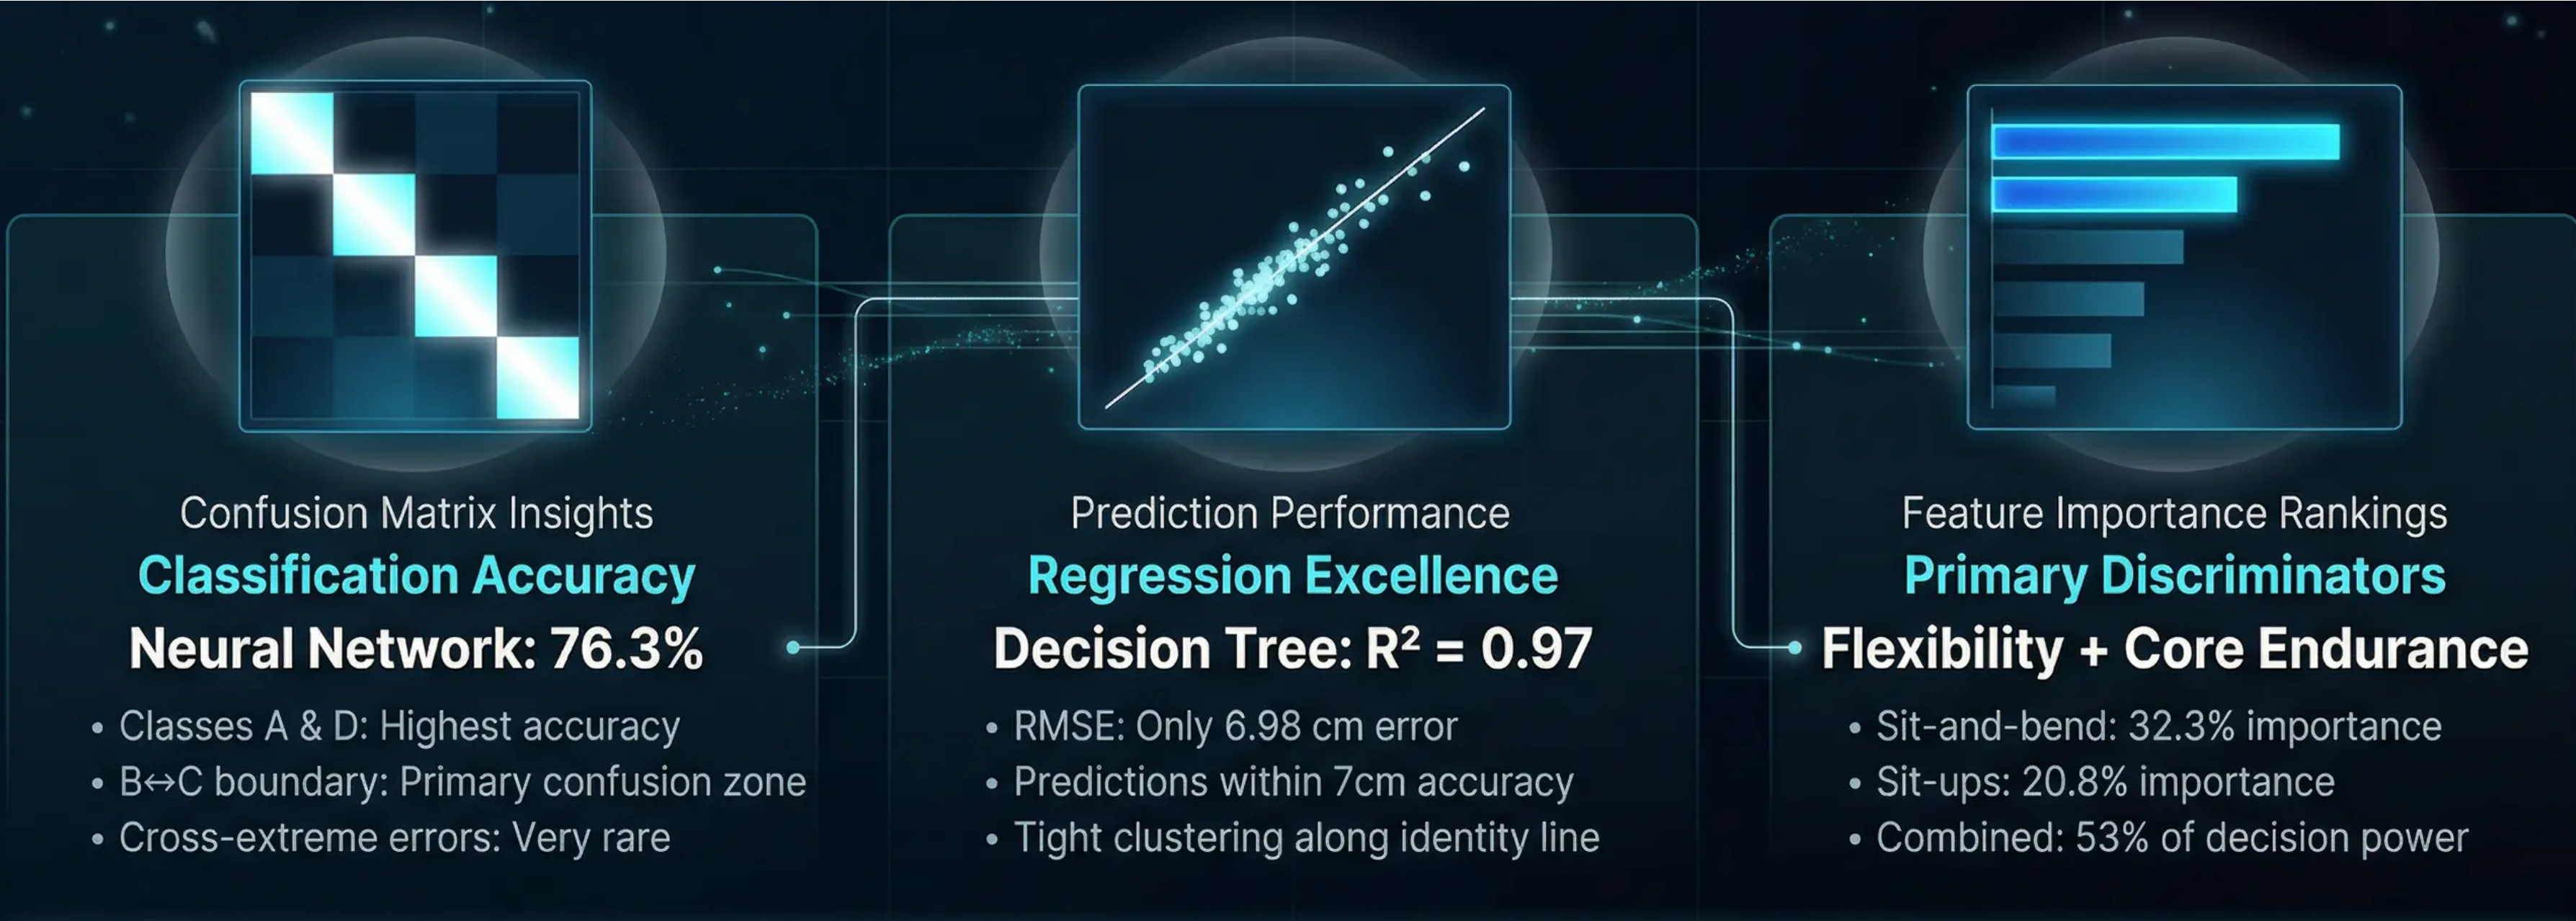 Confusion Matrix Insights
Classification Accuracy
Neural Network: 76.3%
• Classes A & D: Highest accuracy
• B↔C boundary: Primary confusion zone
• Cross-extreme errors: Very rare
Prediction Performance
Regression Excellence
Decision Tree: R² = 0.97
• RMSE: Only 6.98 cm error
• Predictions within 7cm accuracy
• Tight clustering along identity line
Feature Importance Rankings
Primary Discriminators
Flexibility + Core Endurance
• Sit-and-bend: 32.3% importance
• Sit-ups: 20.8% importance
• Combined: 53% of decision power